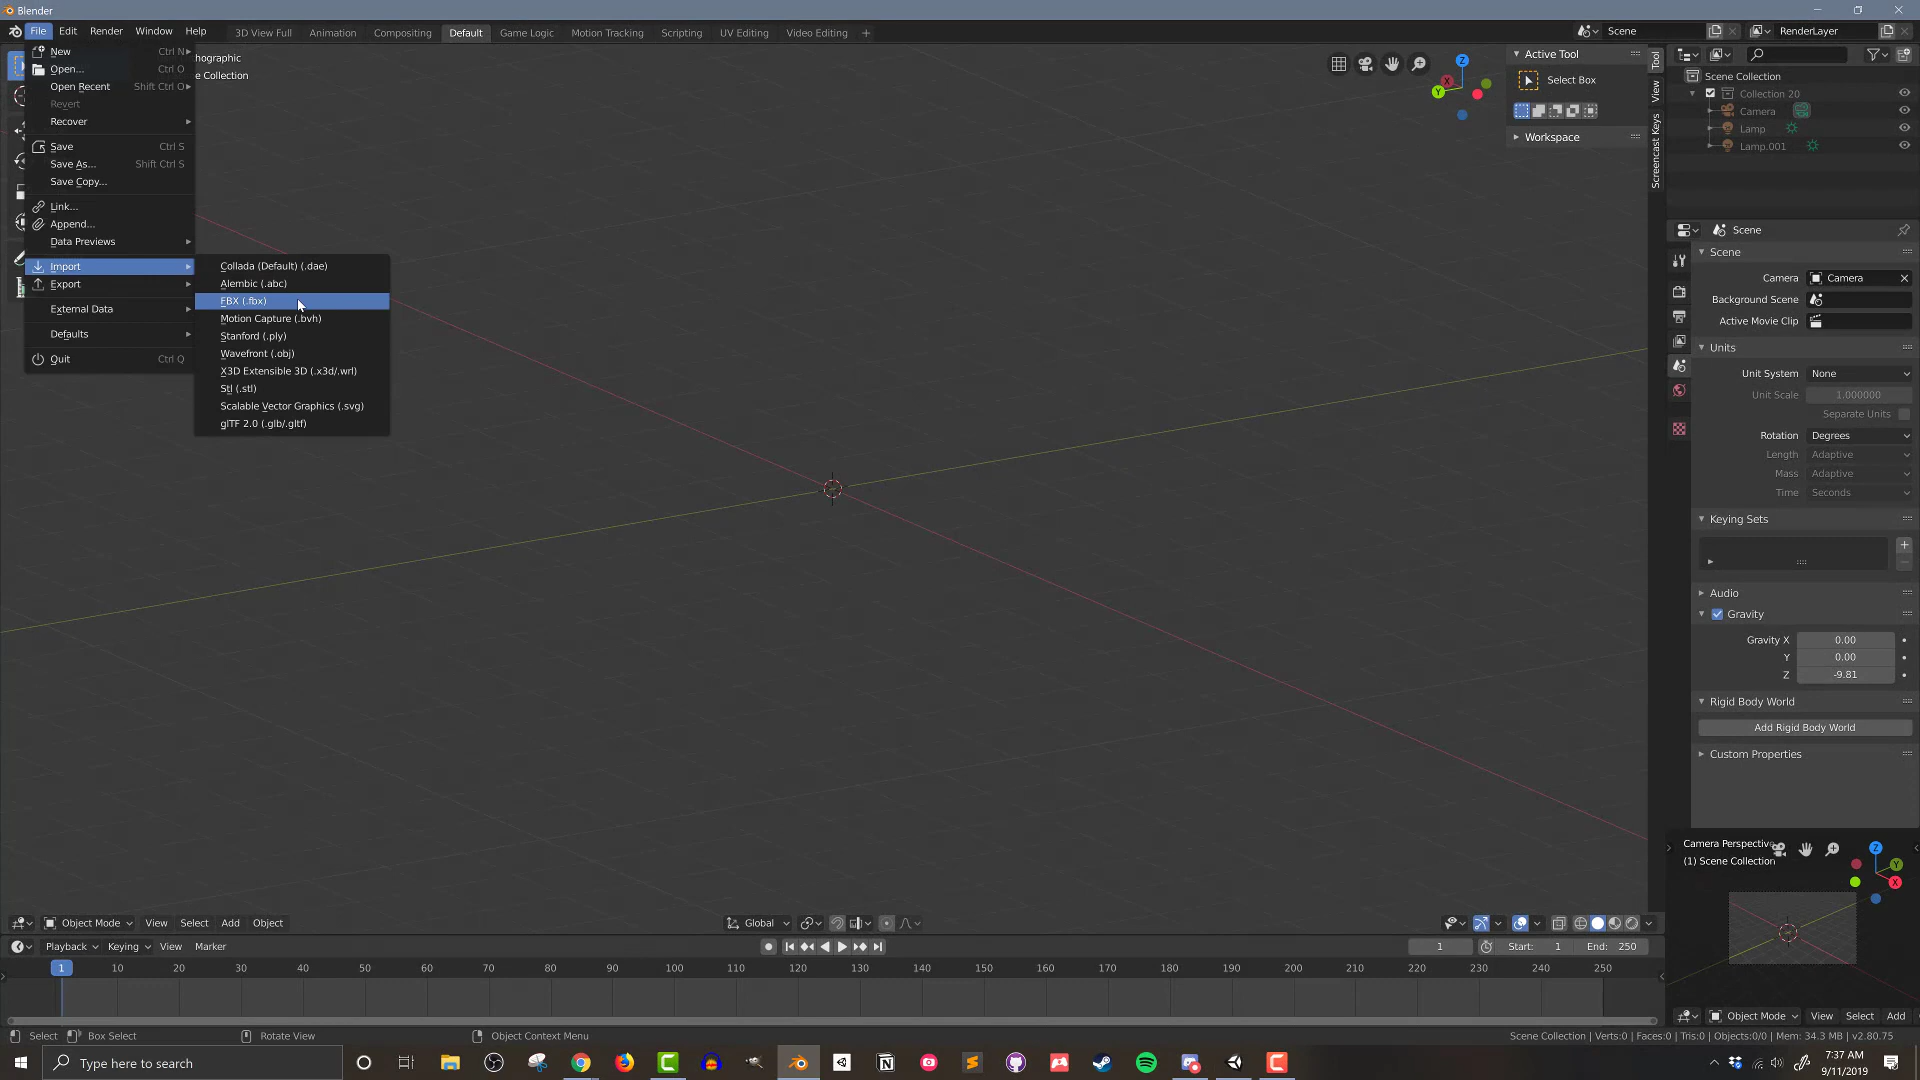 Blender
File Edit Render Window Help
3D View Full Animation Compositing Default Game Logic Motion Tracking Scripting UV Editing Video Editing +
Scene RenderLayer
New Ctrl N
Open... Ctrl O
Open Recent Shift Ctrl O
Revert
Recover
Save Ctrl S
Save As... Shift Ctrl S
Save Copy...
Link...
Append...
Data Previews
Import
Export
External Data
Defaults
Quit Ctrl Q
Collada (Default) (.dae)
Alembic (.abc)
FBX (.fbx)
Motion Capture (.bvh)
Stanford (.ply)
Wavefront (.obj)
X3D Extensible 3D (.x3d/.wrl)
Stl (.stl)
Scalable Vector Graphics (.svg)
glTF 2.0 (.glb/.gltf)
hographic
e Collection
Z
X
Y
Active Tool
Select Box
Workspace
Tool
View
Screencast Keys
Scene Collection
Collection 20
Camera
Lamp
Lamp.001
Scene
Scene
Camera Camera
Background Scene
Active Movie Clip
Units
Unit System None
Unit Scale 1.000000
Separate Units
Rotation Degrees
Length Adaptive
Mass Adaptive
Time Seconds
Keying Sets
Audio
Gravity
Gravity X 0.00
Y 0.00
Z -9.81
Rigid Body World
Add Rigid Body World
Custom Properties
Camera Perspective
(1) Scene Collection
Z
Y
X
Object Mode View Select Add Object
Global
Playback Keying View Marker
1 Start: 1 End: 250
1 10 20 30 40 50 60 70 80 90 100 110 120 130 140 150 160 170 180 190 200 210 220 230 240 250
Object Mode View Select Add
Select Box Select Rotate View Object Context Menu
Scene Collection | Verts:0 | Faces:0 | Tris:0 | Objects:0/0 | Mem: 34.3 MB | v2.80.75
Type here to search
7:37 AM
9/11/2019